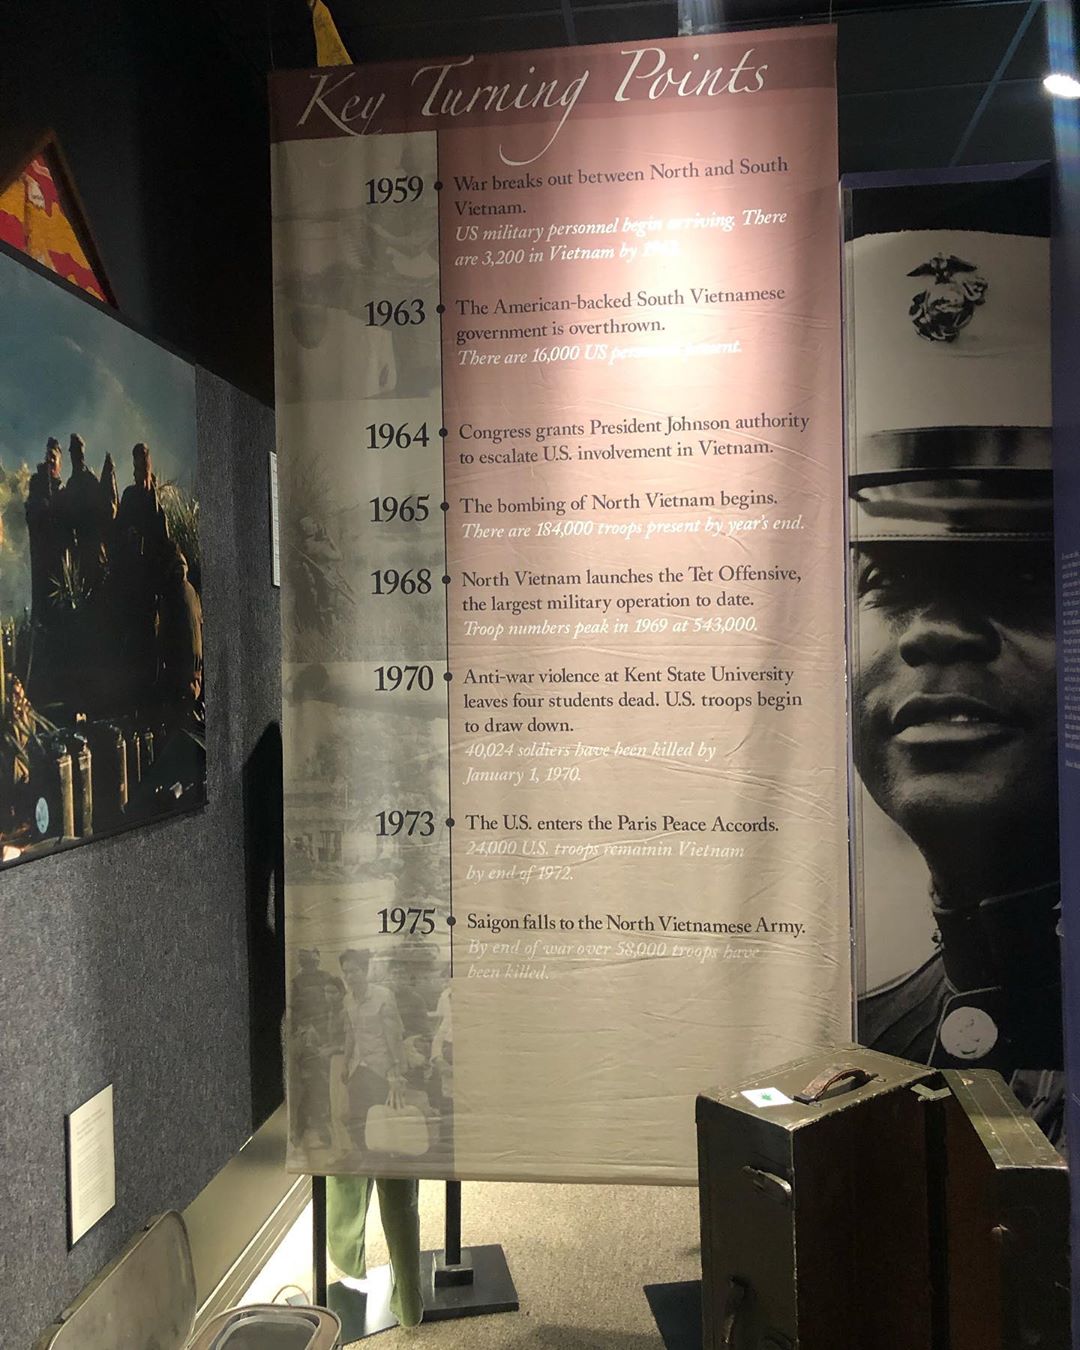 Key Turning Points
1959
War breaks out between North and South
Vietnam.
US military personnel begin arriving. There
are 3,200 in Vietnam by
1963
The American-backed South Vietnamese
government is overthrown.
There are 16,000 US personnel present.
1964
Congress grants President Johnson authority
to escalate U.S. involvement in Vietnam.
1965
The bombing of North Vietnam begins.
There are 184,000 troops present by year's end.
1968
North Vietnam launches the Tet Offensive,
the largest military operation to date.
Troop numbers peak in 1969 at 543,000.
1970
Anti-war violence at Kent State University
leaves four students dead. U.S. troops begin
to draw down.
40,024 soldiers have been killed by
January 1, 1970.
1973
The U.S. enters the Paris Peace Accords.
24,000 U.S. troops remainin Vietnam
by end of 1972.
1975
Saigon falls to the North Vietnamese Army.
By end of war over 58,000 troops have
been killed.